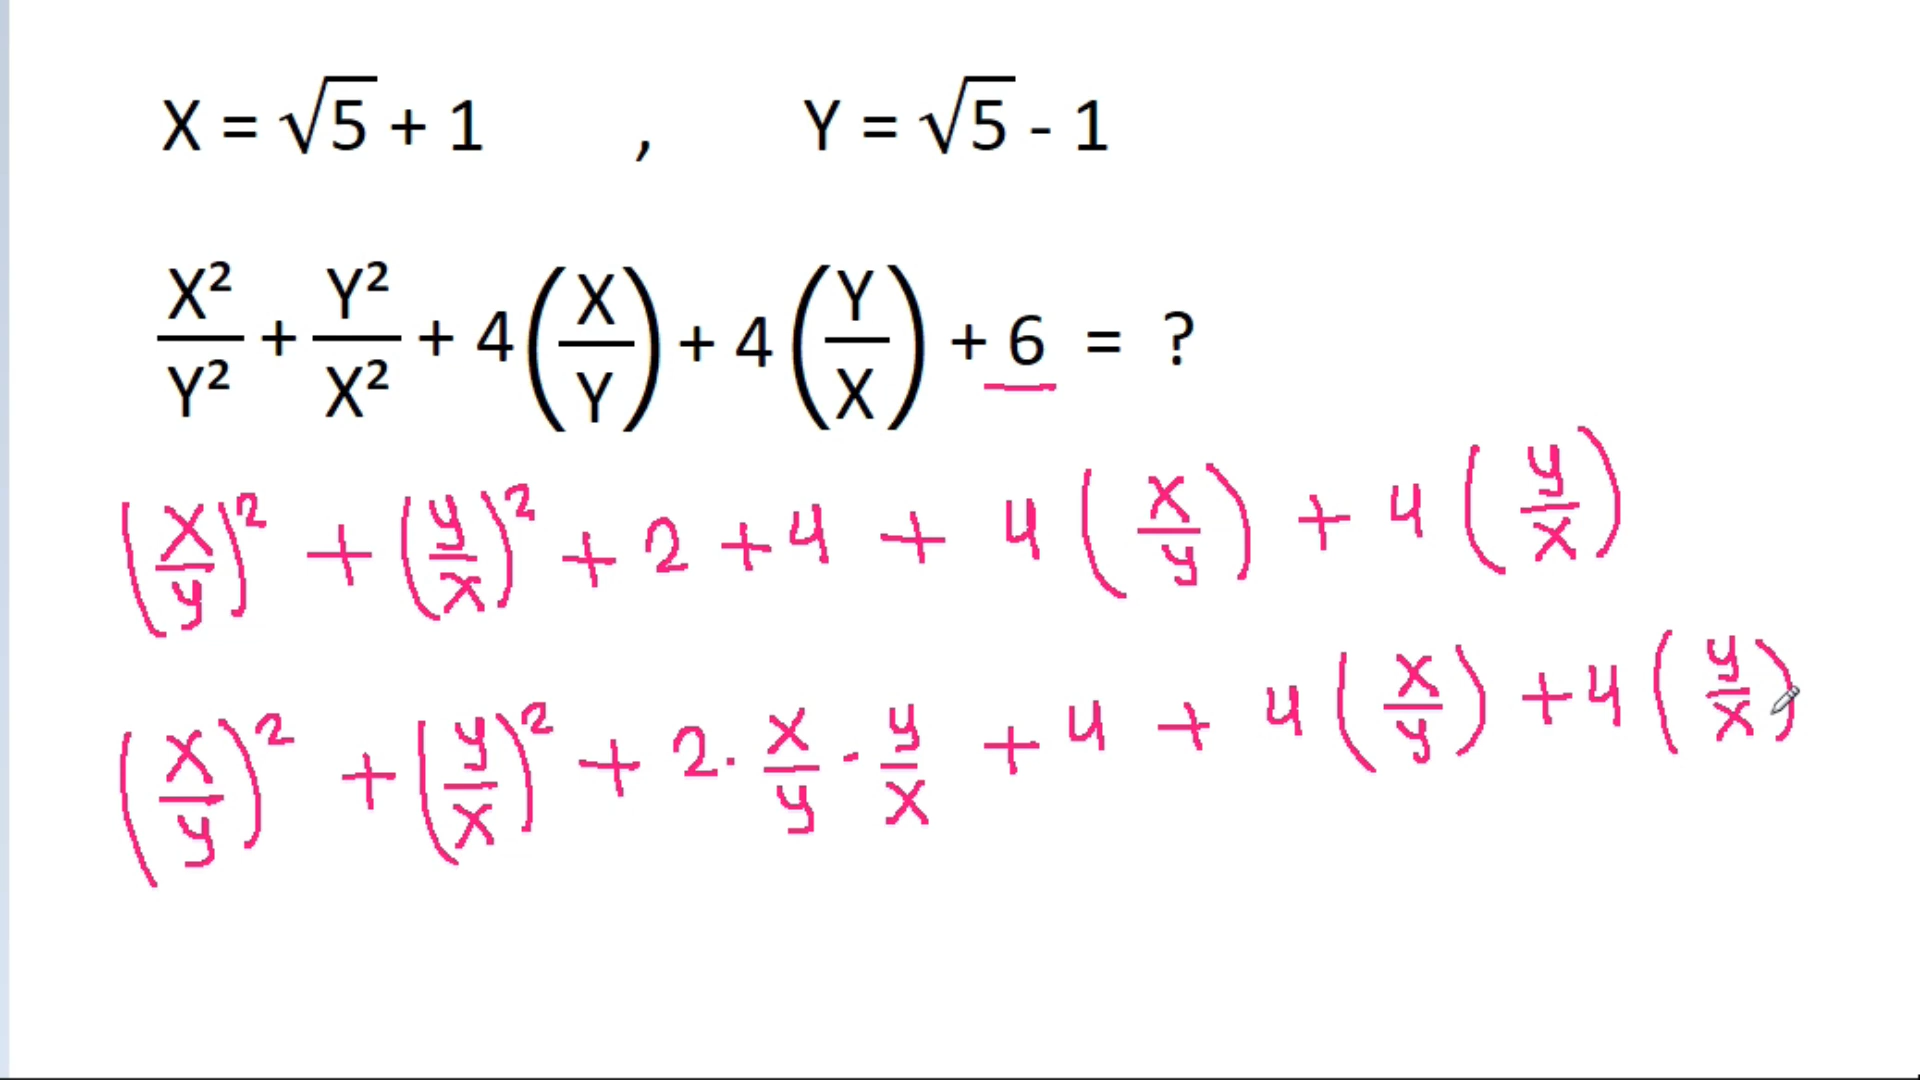 X = √5 + 1 , Y = √5 - 1
X²/Y² + Y²/X² + 4(X/Y) + 4(Y/X) + 6 = ?
(x/y)² + (y/x)² + 2 + 4 + 4(x/y) + 4(y/x)
(x/y)² + (y/x)² + 2 · x/y · y/x + 4 + 4(x/y) + 4(y/x)